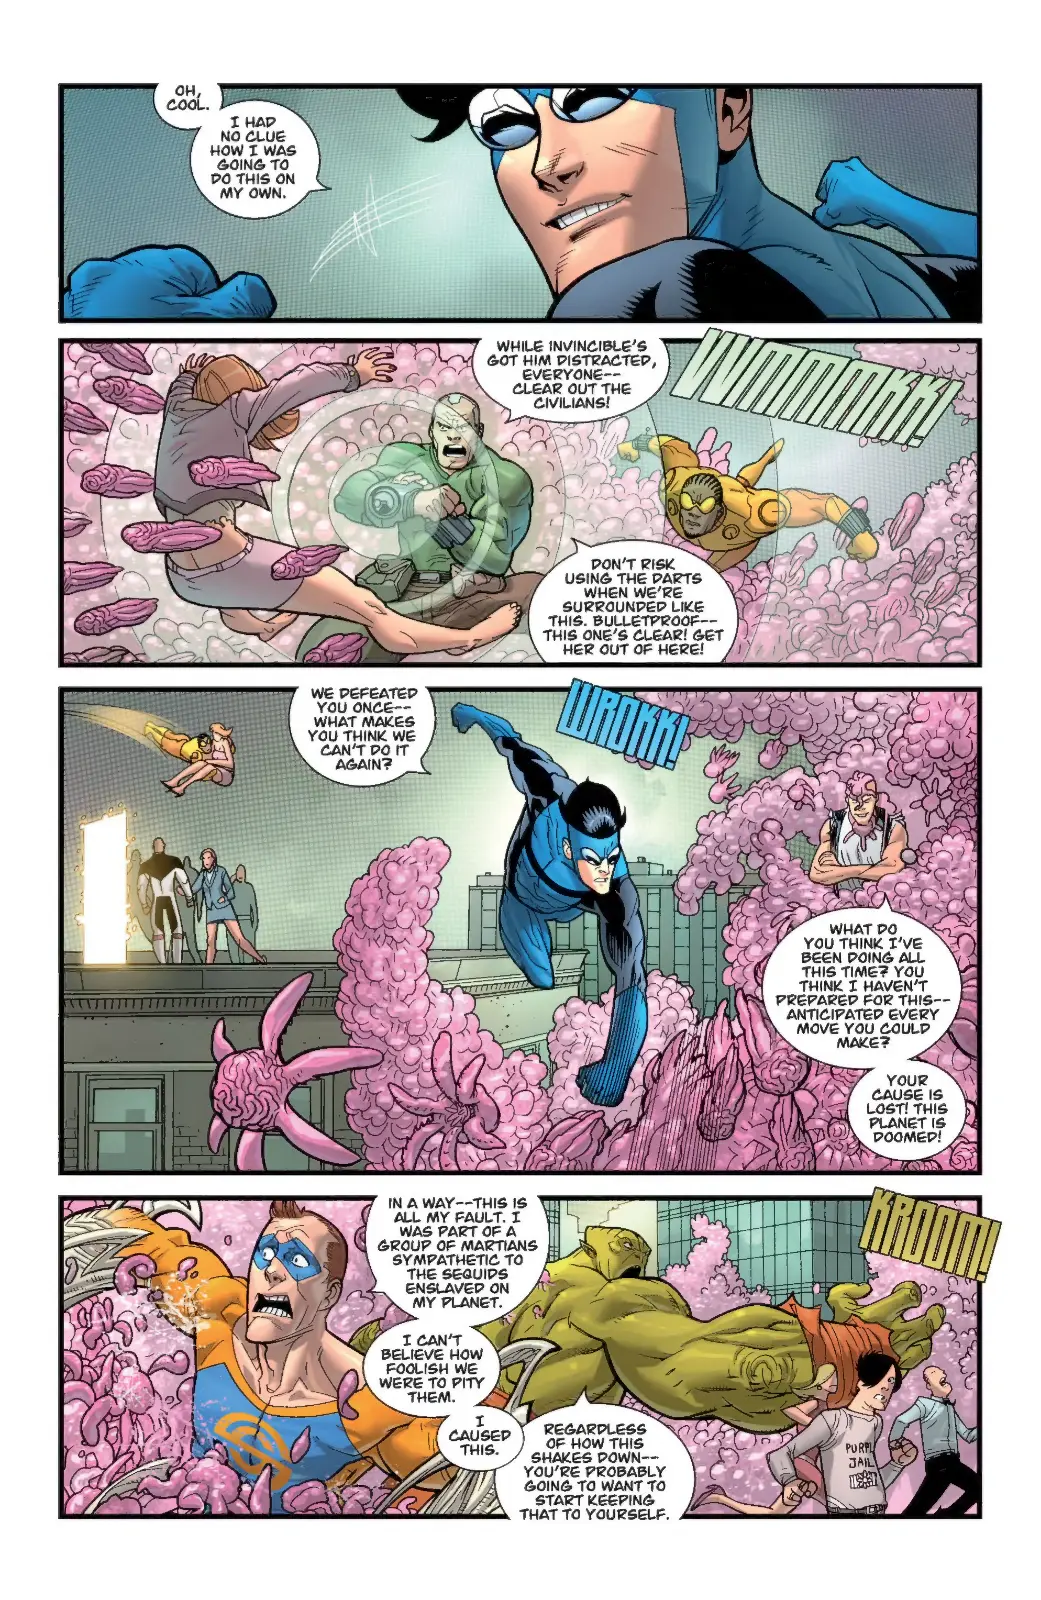 OH,
COOL.
I HAD
NO CLUE
HOW I WAS
GOING TO
DO THIS ON
MY OWN.
WHILE INVINCIBLE'S
GOT HIM DISTRACTED,
EVERYONE--
CLEAR OUT THE
CIVILIANS!
VVMMMMKK!
DON'T RISK
USING THE DARTS
WHEN WE'RE
SURROUNDED LIKE
THIS. BULLETPROOF--
THIS ONE'S CLEAR! GET
HER OUT OF HERE!
WE DEFEATED
YOU ONCE--
WHAT MAKES
YOU THINK WE
CAN'T DO IT
AGAIN?
WROKK!
WHAT DO
YOU THINK I'VE
BEEN DOING ALL
THIS TIME? YOU
THINK I HAVEN'T
PREPARED FOR THIS--
ANTICIPATED EVERY
MOVE YOU COULD
MAKE?
YOUR
CAUSE IS
LOST! THIS
PLANET IS
DOOMED!
IN A WAY--THIS IS
ALL MY FAULT. I
WAS PART OF A
GROUP OF MARTIANS
SYMPATHETIC TO
THE SEQUIDS
ENSLAVED ON
MY PLANET.
I CAN'T
BELIEVE HOW
FOOLISH WE
WERE TO PITY
THEM.
I
CAUSED
THIS.
KROOM!
REGARDLESS
OF HOW THIS
SHAKES DOWN--
YOU'RE PROBABLY
GOING TO WANT TO
START KEEPING
THAT TO YOURSELF.
PURPL
JAIL